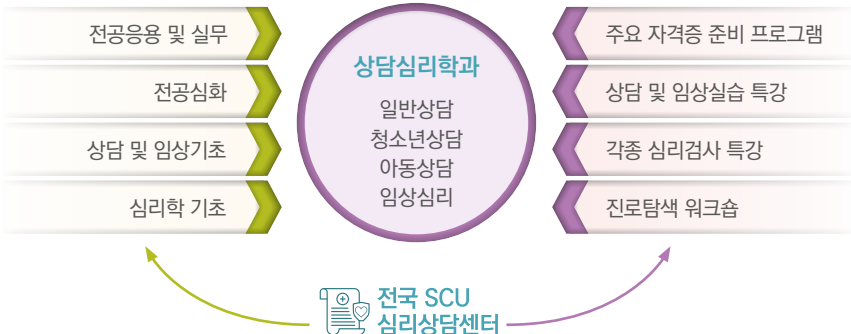 전공응용 및 실무
전공심화
상담 및 임상기초
심리학 기초
상담심리학과
일반상담
청소년상담
아동상담
임상심리
주요 자격증 준비 프로그램
상담 및 임상실습 특강
각종 심리검사 특강
진로탐색 워크숍
전국 SCU
심리상담센터